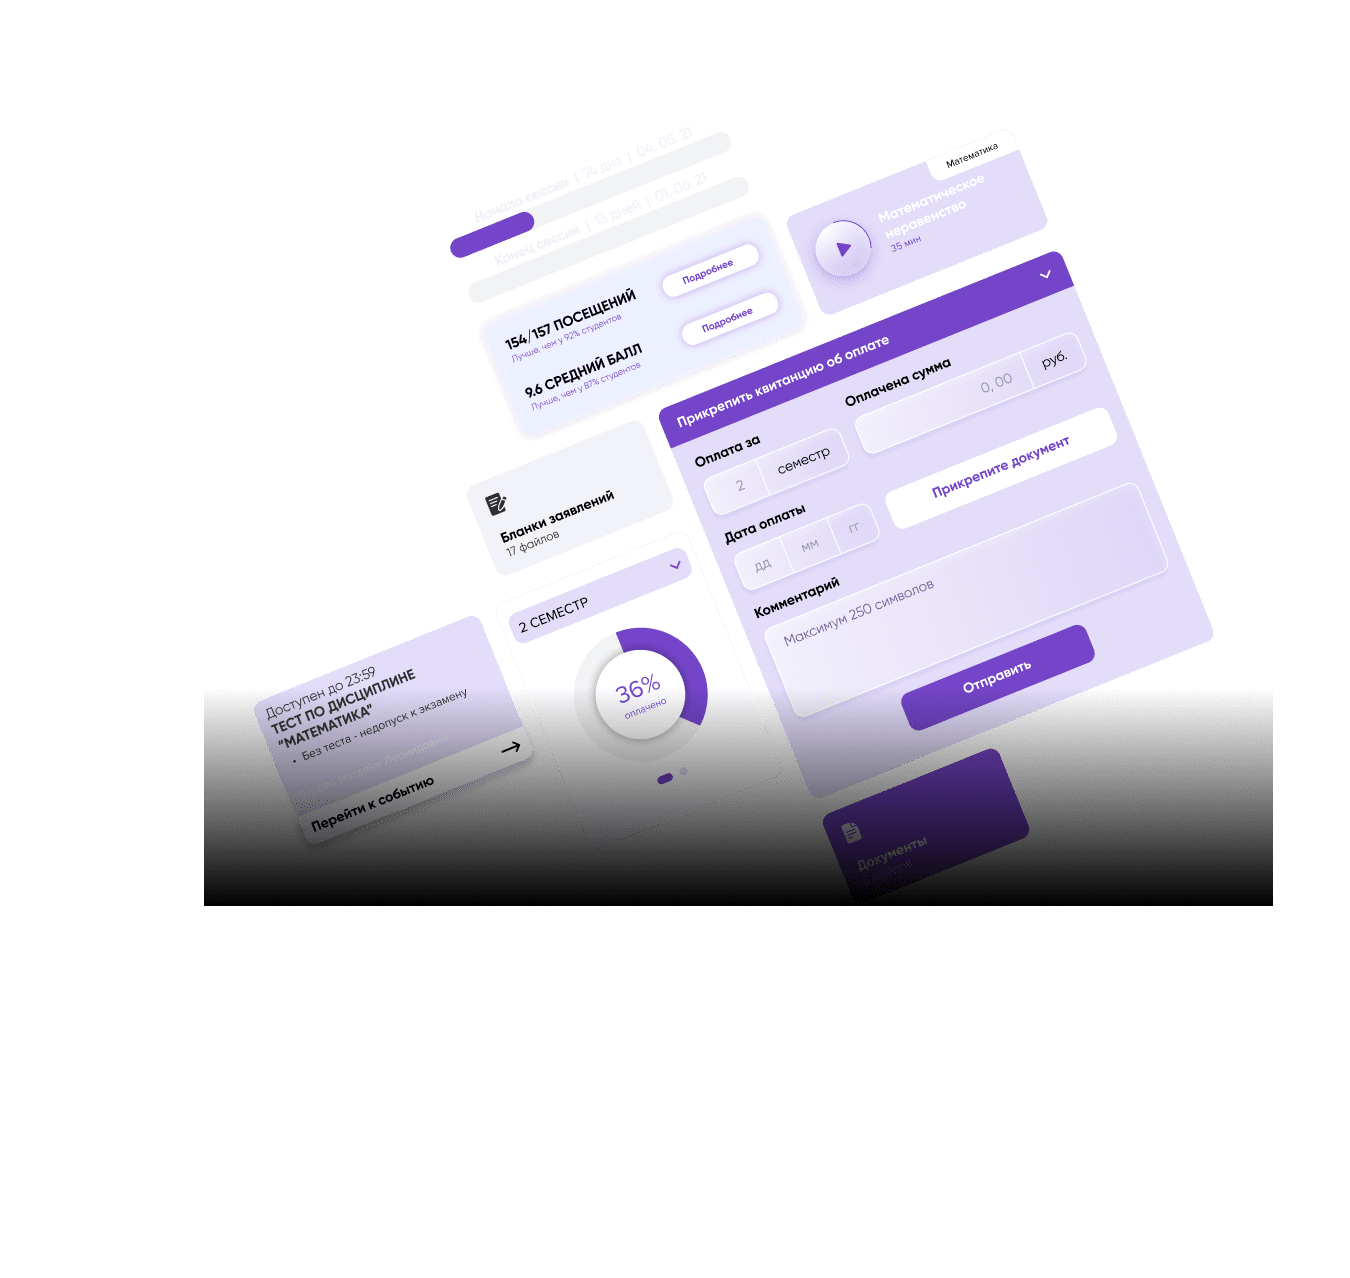 Начало сессии | 74 дня | 04. 05. 21
Конец сессии | 13 дней | 01. 06. 21
154/157 ПОСЕЩЕНИЙ
Лучше, чем у 92% студентов
Подробнее
9.6 СРЕДНИЙ БАЛЛ
Лучше, чем у 87% студентов
Подробнее
Математика
Математическое
неравенство
35 мин
Прикрепить квитанцию об оплате
Оплата за
2 семестр
Оплачена сумма
0, 00 руб.
Дата оплаты
ДД ММ ГГ
Прикрепите документ
Комментарий
Максимум 250 символов
Отправить
Бланки заявлений
17 файлов
2 СЕМЕСТР
36%
оплачено
Доступен до 23:59
ТЕСТ ПО ДИСЦИПЛИНЕ
“МАТЕМАТИКА”
• Без теста - недопуск к экзамену
Наталья Леонидовна
Перейти к событию
Документы